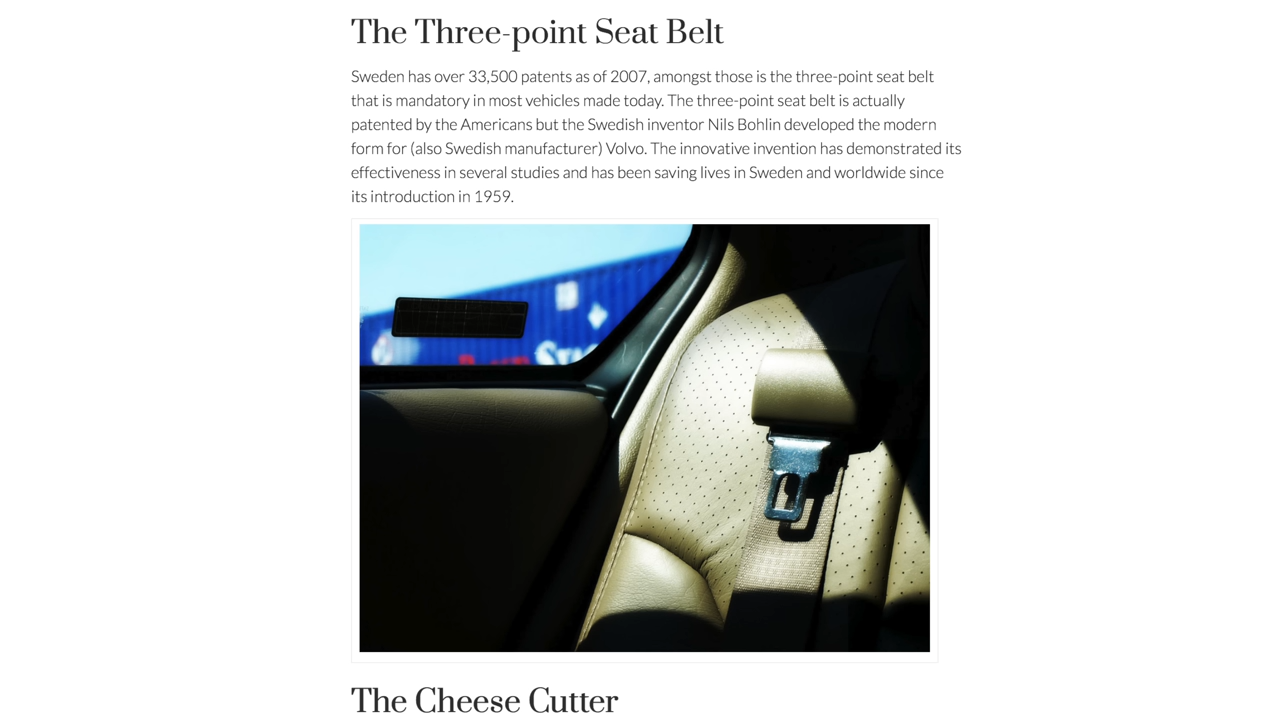 The Three-point Seat Belt
Sweden has over 33,500 patents as of 2007, amongst those is the three-point seat belt
that is mandatory in most vehicles made today. The three-point seat belt is actually
patented by the Americans but the Swedish inventor Nils Bohlin developed the modern
form for (also Swedish manufacturer) Volvo. The innovative invention has demonstrated its
effectiveness in several studies and has been saving lives in Sweden and worldwide since
its introduction in 1959.
The Cheese Cutter